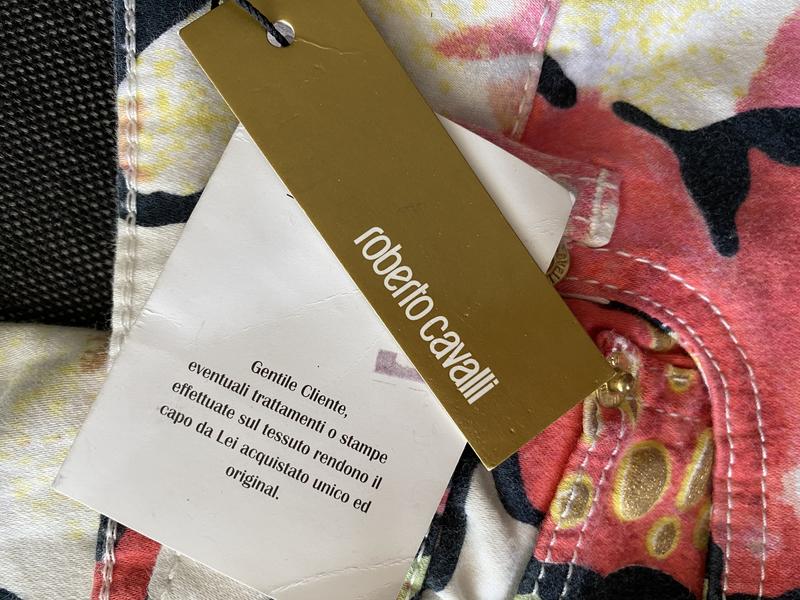 roberto cavalli
Gentile Cliente,
eventuali trattamenti o stampe
effettuate sul tessuto rendono il
capo da Lei acquistato unico ed
original.